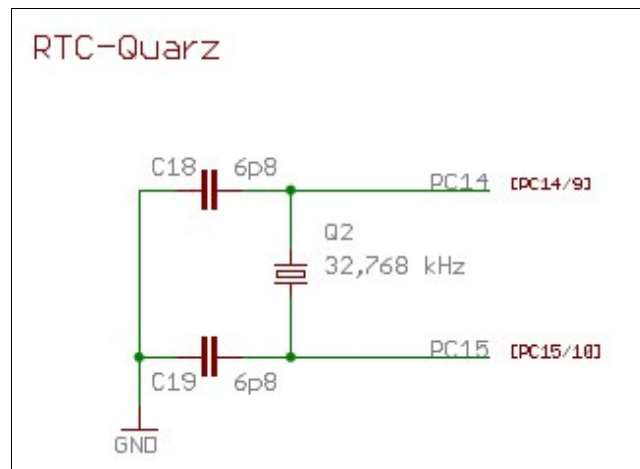 RTC-Quarz
C18 6p8
PC14 [PC14/9]
Q2
32,768 kHz
PC15 [PC15/10]
C19 6p8
GND